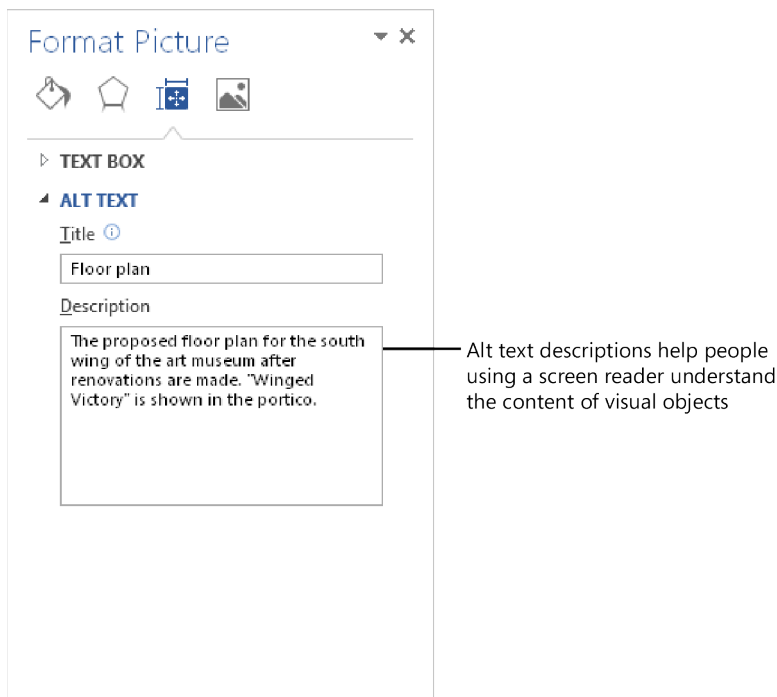 Format Picture
TEXT BOX
ALT TEXT
Title
Floor plan
Description
The proposed floor plan for the south
wing of the art museum after
renovations are made. "Winged
Victory" is shown in the portico.
Alt text descriptions help people
using a screen reader understand
the content of visual objects